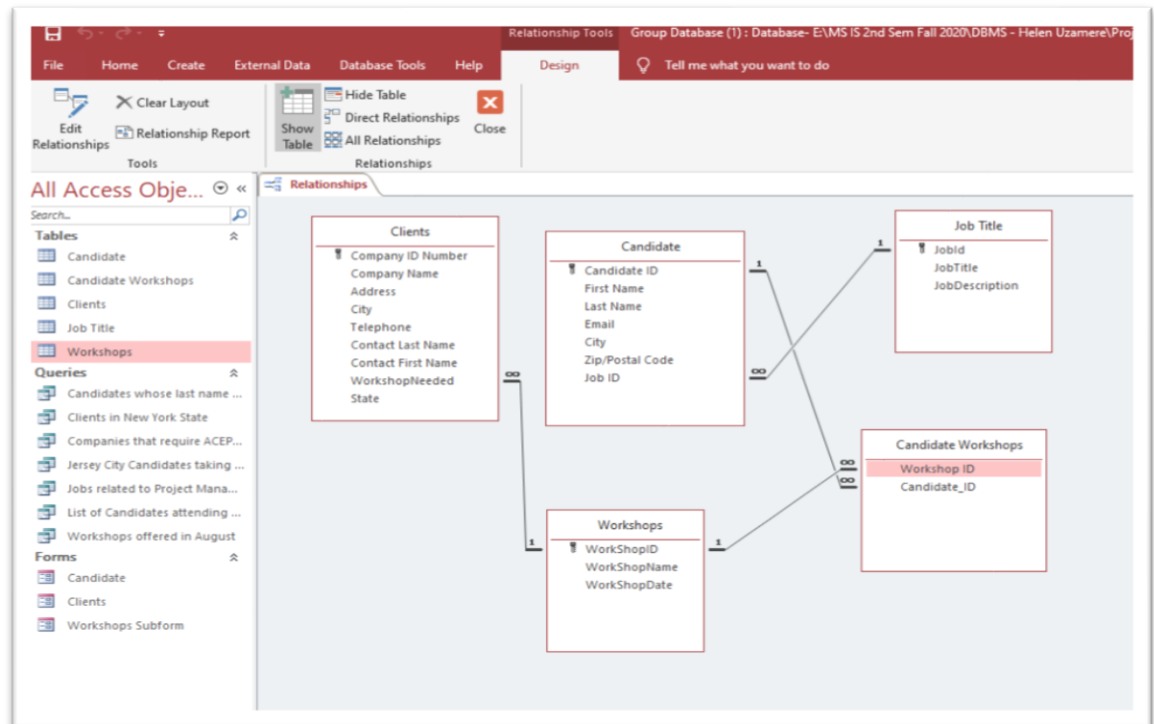 Relationship Tools Group Database (1) : Database- E:\MS IS 2nd Sem Fall 2020\DBMS - Helen Uzamere\Proj
File Home Create External Data Database Tools Help Design Tell me what you want to do
Edit Relationships
Clear Layout
Relationship Report
Tools
Show Table
Hide Table
Direct Relationships
All Relationships
Close
Relationships
All Access Obje...
Search...
Tables
Candidate
Candidate Workshops
Clients
Job Title
Workshops
Queries
Candidates whose last name ...
Clients in New York State
Companies that require ACEP...
Jersey City Candidates taking ...
Jobs related to Project Mana...
List of Candidates attending ...
Workshops offered in August
Forms
Candidate
Clients
Workshops Subform
Relationships
Clients
Company ID Number
Company Name
Address
City
Telephone
Contact Last Name
Contact First Name
WorkshopNeeded
State
∞
1
Candidate
Candidate ID
First Name
Last Name
Email
City
Zip/Postal Code
Job ID
1
∞
Job Title
JobId
JobTitle
JobDescription
1
Workshops
WorkShopID
WorkShopName
WorkShopDate
1
Candidate Workshops
Workshop ID
Candidate_ID
∞
∞